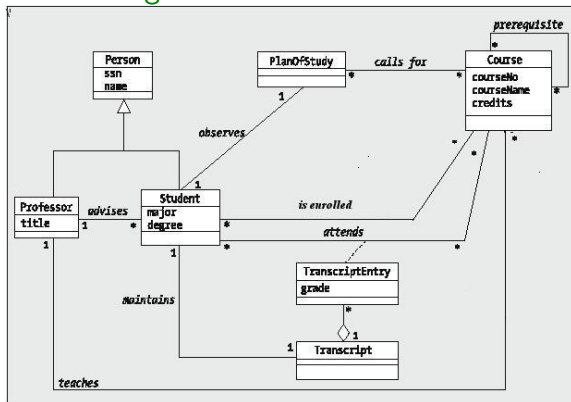 prerequisite
*
Person
ssn
name
PlanOfStudy
*
calls for
*
Course
courseNo
courseName
credits
*
1
observes
1
Professor
title
1
advises
*
Student
major
degree
*
is enrolled
*
*
attends
*
*
1
1
maintains
TranscriptEntry
grade
*
1
1
Transcript
teaches